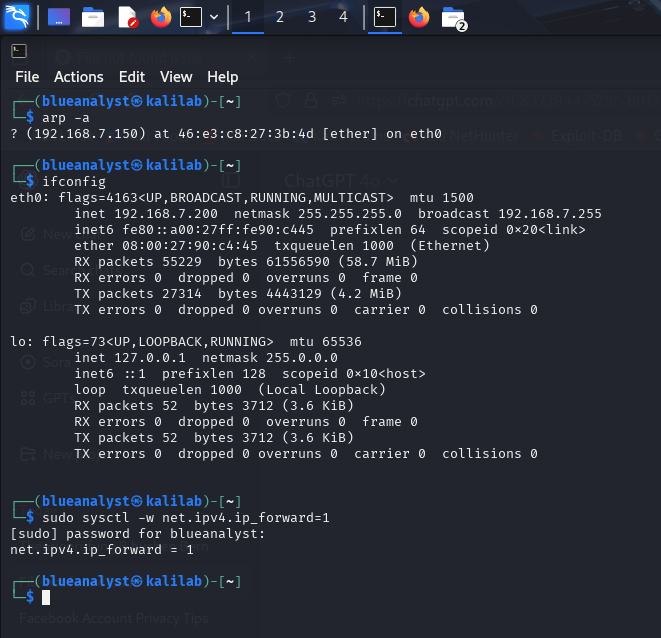 1 2 3 4
2
File Actions Edit View Help
┌──(blueanalyst㉿kalilab)-[~]
└─$ arp -a
? (192.168.7.150) at 46:e3:c8:27:3b:4d [ether] on eth0
┌──(blueanalyst㉿kalilab)-[~]
└─$ ifconfig
eth0: flags=4163<UP,BROADCAST,RUNNING,MULTICAST>  mtu 1500
        inet 192.168.7.200  netmask 255.255.255.0  broadcast 192.168.7.255
        inet6 fe80::a00:27ff:fe90:c445  prefixlen 64  scopeid 0×20<link>
        ether 08:00:27:90:c4:45  txqueuelen 1000  (Ethernet)
        RX packets 55229  bytes 61556590 (58.7 MiB)
        RX errors 0  dropped 0  overruns 0  frame 0
        TX packets 27314  bytes 4443129 (4.2 MiB)
        TX errors 0  dropped 0 overruns 0  carrier 0  collisions 0
lo: flags=73<UP,LOOPBACK,RUNNING>  mtu 65536
        inet 127.0.0.1  netmask 255.0.0.0
        inet6 ::1  prefixlen 128  scopeid 0×10<host>
        loop  txqueuelen 1000  (Local Loopback)
        RX packets 52  bytes 3712 (3.6 KiB)
        RX errors 0  dropped 0  overruns 0  frame 0
        TX packets 52  bytes 3712 (3.6 KiB)
        TX errors 0  dropped 0 overruns 0  carrier 0  collisions 0
┌──(blueanalyst㉿kalilab)-[~]
└─$ sudo sysctl -w net.ipv4.ip_forward=1
[sudo] password for blueanalyst:
net.ipv4.ip_forward = 1
┌──(blueanalyst㉿kalilab)-[~]
└─$
Facebook Account Privacy Tips